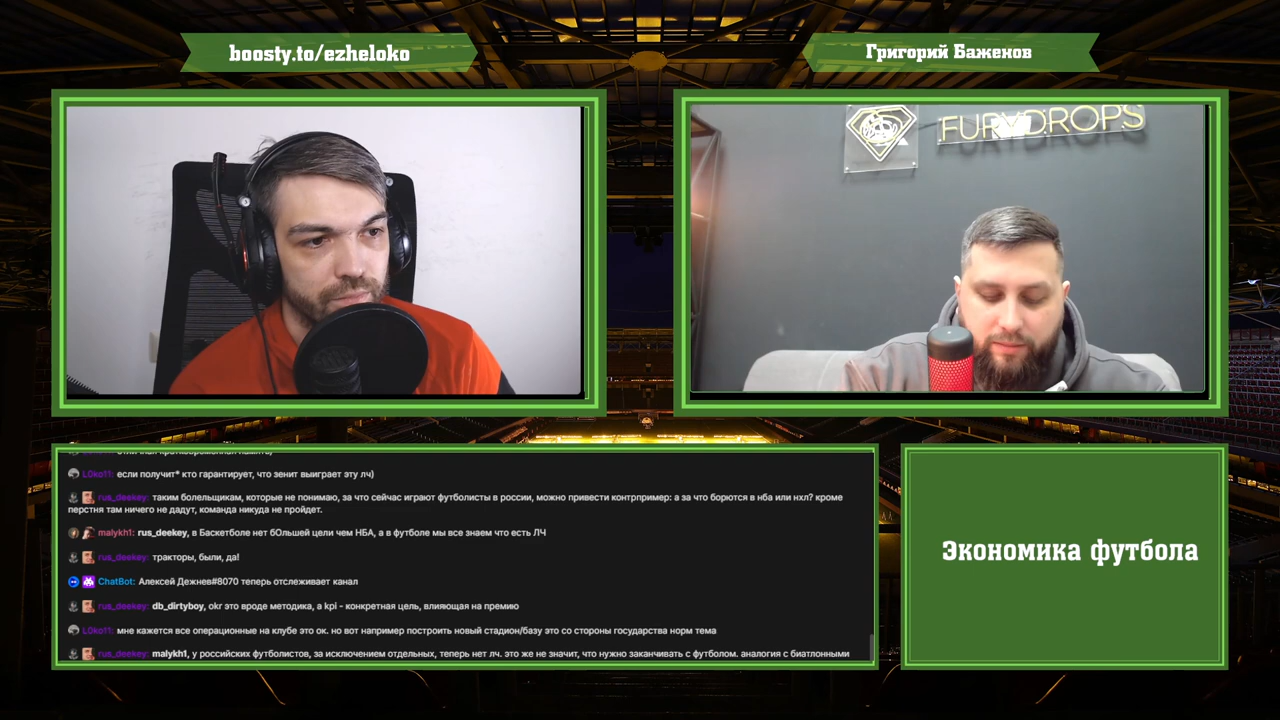 boosty.to/ezheloko
Григорий Баженов
FURYDROPS
L0ko11: если получит* кто гарантирует, что зенит выиграет эту лч)
rus_deekey: таким болельщикам, которые не понимаю, за что сейчас играют футболисты в россии, можно привести контрпример: а за что борются в нба или нхл? кроме
перстня там ничего не дадут, команда никуда не пройдет.
malykh1: rus_deekey, в Баскетболе нет бОльшей цели чем НБА, а в футболе мы все знаем что есть ЛЧ
rus_deekey: тракторы, были, да!
ChatBot: Алексей Дежнев#8070 теперь отслеживает канал
rus_deekey: db_dirtyboy, okr это вроде методика, а kpi - конкретная цель, влияющая на премию
L0ko11: мне кажется все операционные на клубе это ок. но вот например построить новый стадион/базу это со стороны государства норм тема
rus_deekey: malykh1, у российских футболистов, за исключением отдельных, теперь нет лч. это же не значит, что нужно заканчивать с футболом. аналогия с биатлонными
Экономика футбола